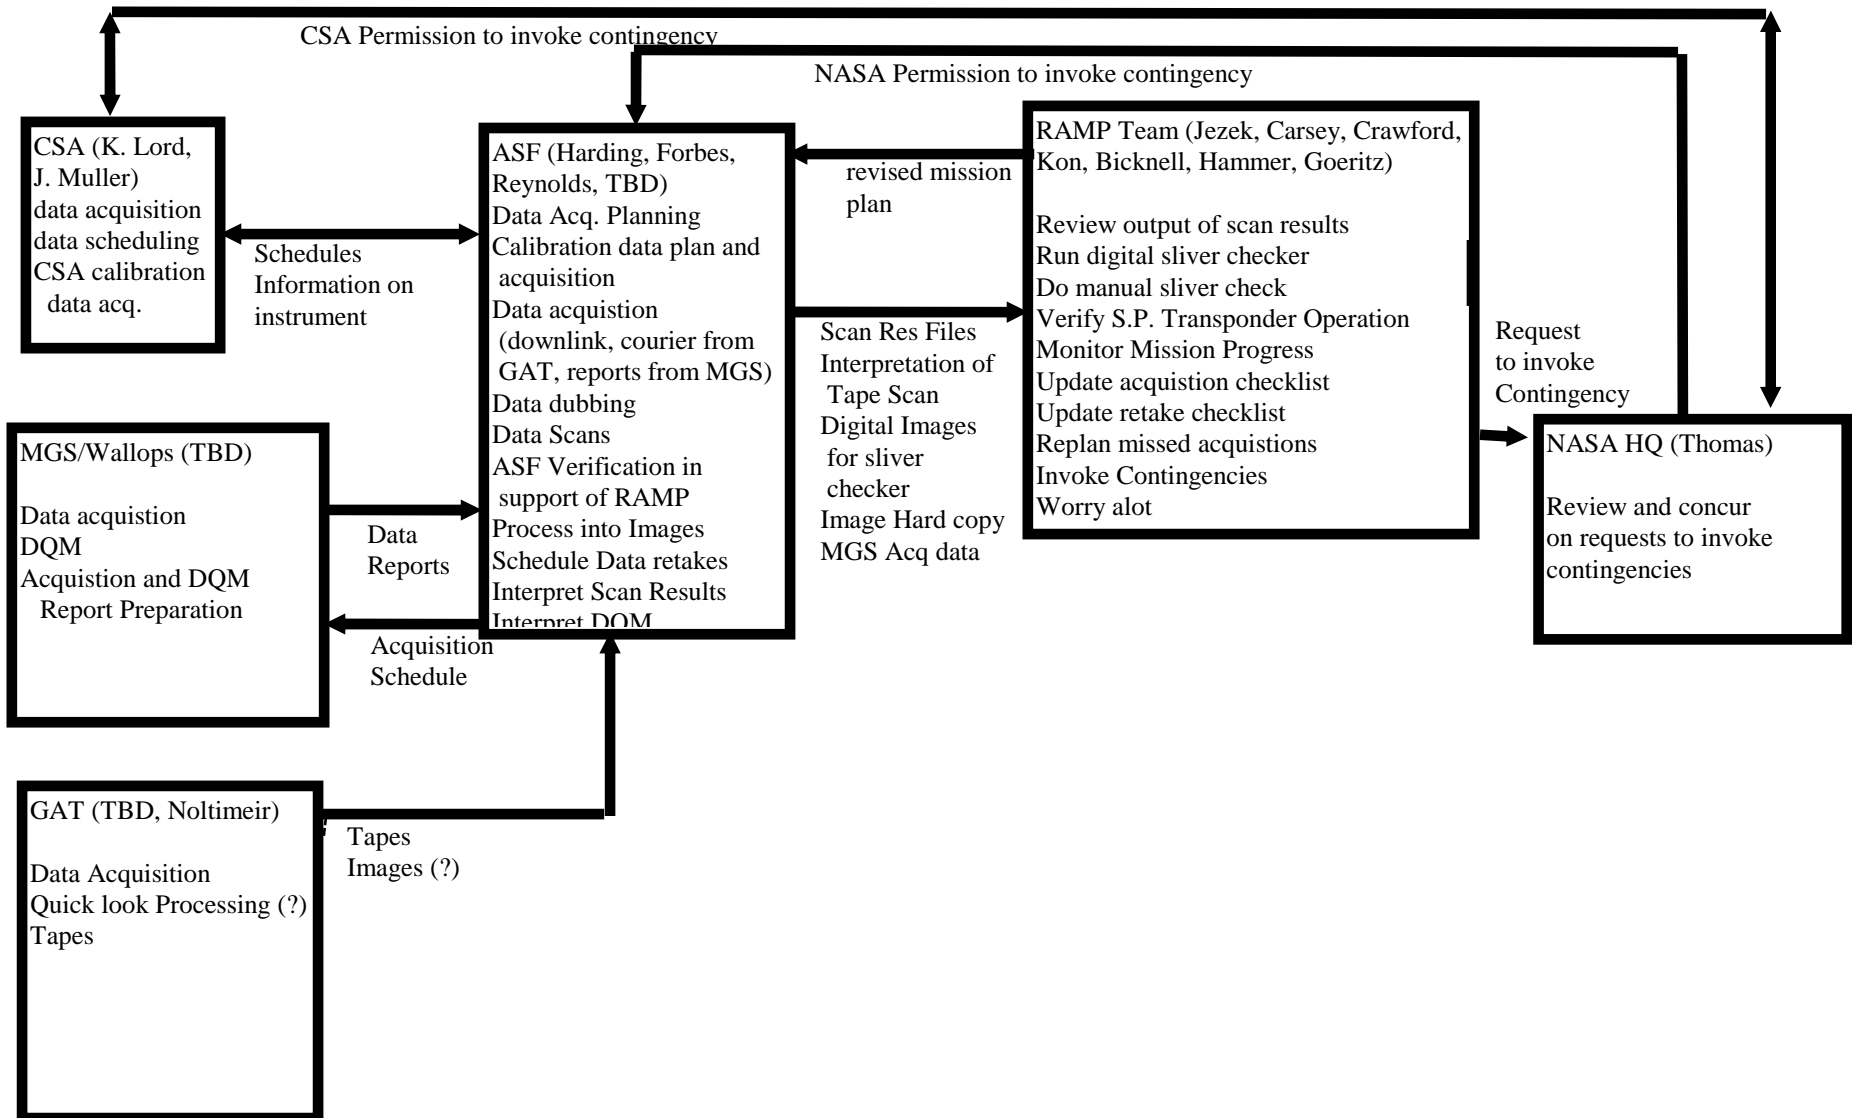 CSA Permission to invoke contingency
NASA Permission to invoke contingency
CSA (K. Lord,
J. Muller)
data acquisition
data scheduling
CSA calibration
data acq.
Schedules
Information on
instrument
ASF (Harding, Forbes,
Reynolds, TBD)
Data Acq. Planning
Calibration data plan and
acquisition
Data acquistion
(downlink, courier from
GAT, reports from MGS)
Data dubbing
Data Scans
ASF Verification in
support of RAMP
Process into Images
Schedule Data retakes
Interpret Scan Results
Interpret DQM
revised mission
plan
Scan Res Files
Interpretation of
Tape Scan
Digital Images
for sliver
checker
Image Hard copy
MGS Acq data
RAMP Team (Jezek, Carsey, Crawford,
Kon, Bicknell, Hammer, Goeritz)
Review output of scan results
Run digital sliver checker
Do manual sliver check
Verify S.P. Transponder Operation
Monitor Mission Progress
Update acquistion checklist
Update retake checklist
Replan missed acquistions
Invoke Contingencies
Worry alot
Request
to invoke
Contingency
NASA HQ (Thomas)
Review and concur
on requests to invoke
contingencies
MGS/Wallops (TBD)
Data acquistion
DQM
Acquistion and DQM
Report Preparation
Data
Reports
Acquisition
Schedule
GAT (TBD, Noltimeir)
Data Acquisition
Quick look Processing (?)
Tapes
Tapes
Images (?)